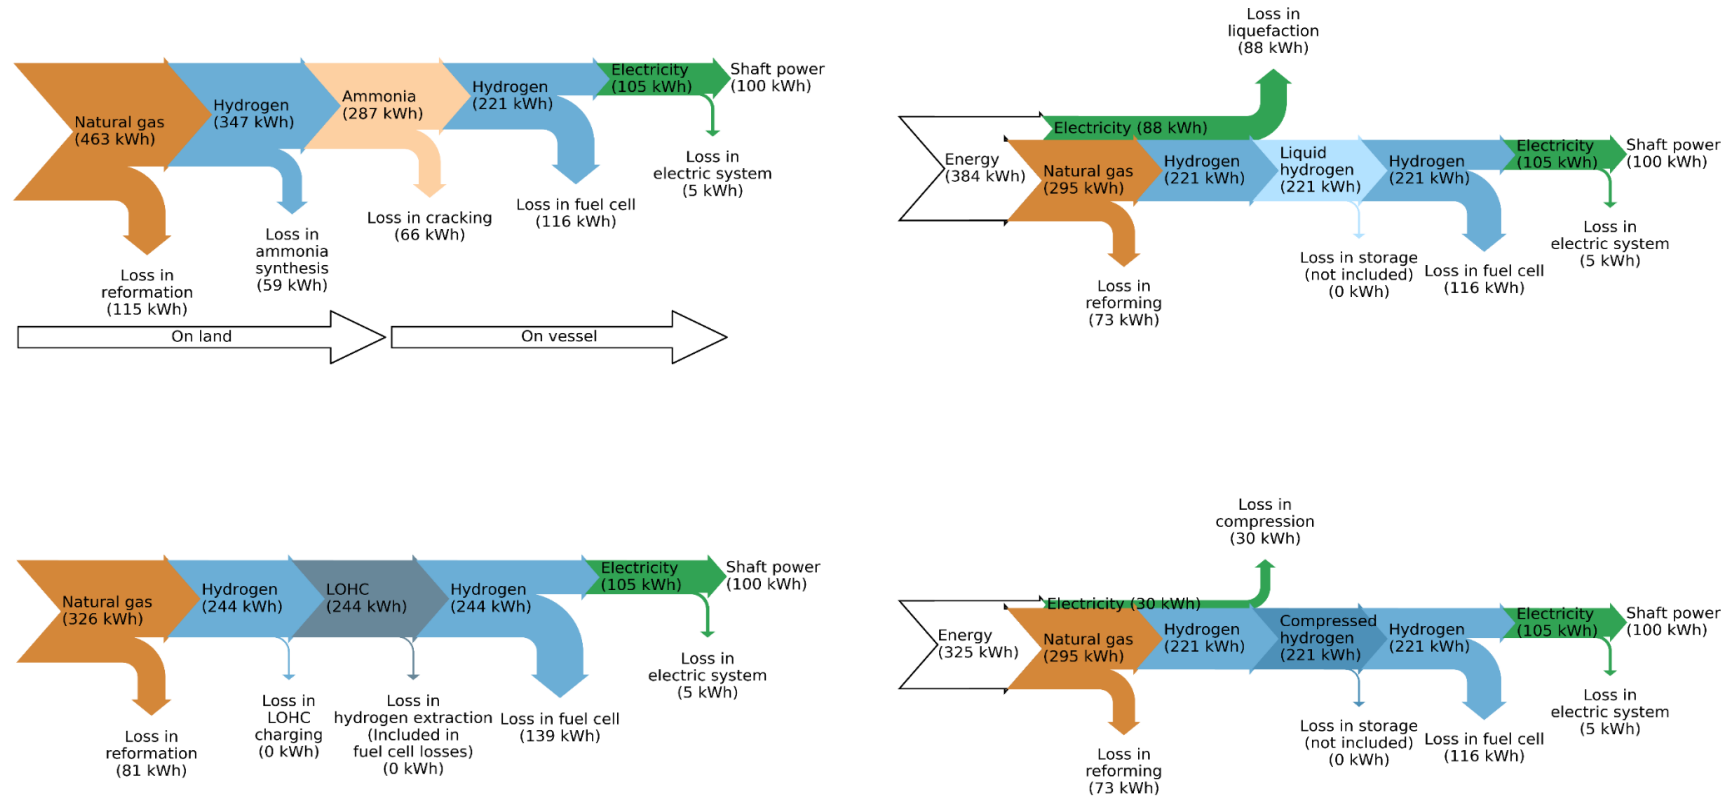 Natural gas
(463 kWh)
Hydrogen
(347 kWh)
Ammonia
(287 kWh)
Hydrogen
(221 kWh)
Electricity
(105 kWh)
Shaft power
(100 kWh)
Loss in
reformation
(115 kWh)
Loss in
ammonia
synthesis
(59 kWh)
Loss in cracking
(66 kWh)
Loss in fuel cell
(116 kWh)
Loss in
electric system
(5 kWh)
On land
On vessel
Loss in
liquefaction
(88 kWh)
Electricity (88 kWh)
Energy
(384 kWh)
Natural gas
(295 kWh)
Hydrogen
(221 kWh)
Liquid
hydrogen
(221 kWh)
Hydrogen
(221 kWh)
Electricity
(105 kWh)
Shaft power
(100 kWh)
Loss in
reforming
(73 kWh)
Loss in storage
(not included)
(0 kWh)
Loss in fuel cell
(116 kWh)
Loss in
electric system
(5 kWh)
Natural gas
(326 kWh)
Hydrogen
(244 kWh)
LOHC
(244 kWh)
Hydrogen
(244 kWh)
Electricity
(105 kWh)
Shaft power
(100 kWh)
Loss in
reformation
(81 kWh)
Loss in
LOHC
charging
(0 kWh)
Loss in
hydrogen extraction
(Included in
fuel cell losses)
(0 kWh)
Loss in fuel cell
(139 kWh)
Loss in
electric system
(5 kWh)
Loss in
compression
(30 kWh)
Electricity (30 kWh)
Energy
(325 kWh)
Natural gas
(295 kWh)
Hydrogen
(221 kWh)
Compressed
hydrogen
(221 kWh)
Hydrogen
(221 kWh)
Electricity
(105 kWh)
Shaft power
(100 kWh)
Loss in
reforming
(73 kWh)
Loss in storage
(not included)
(0 kWh)
Loss in fuel cell
(116 kWh)
Loss in
electric system
(5 kWh)